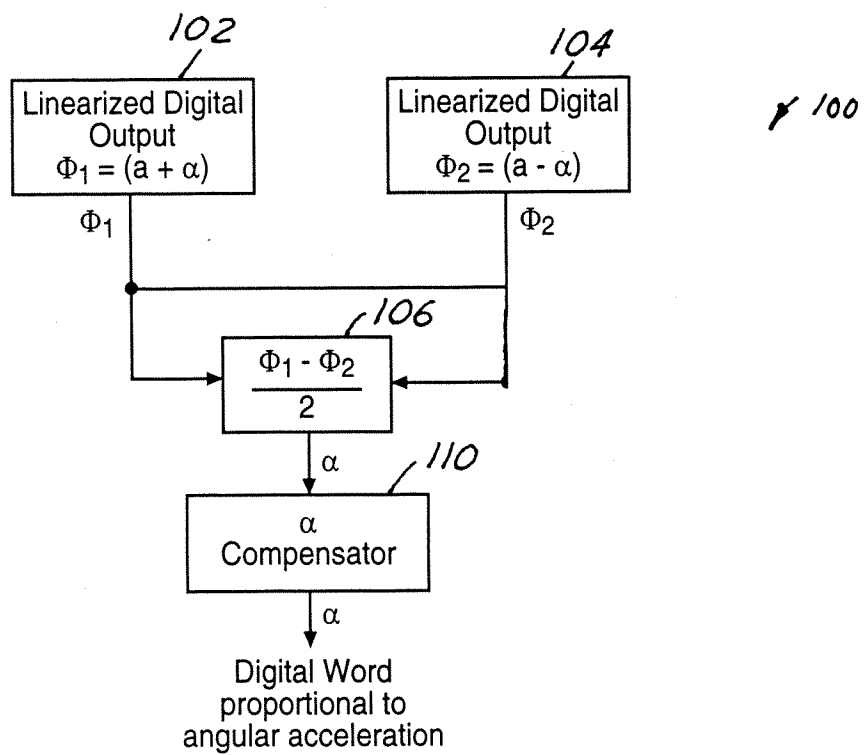 102
104
100
Linearized Digital
Output
Φ1 = (a + α)
Linearized Digital
Output
Φ2 = (a - α)
Φ1
Φ2
106
Φ1 - Φ2
2
α
110
α
Compensator
α
Digital Word
proportional to
angular acceleration